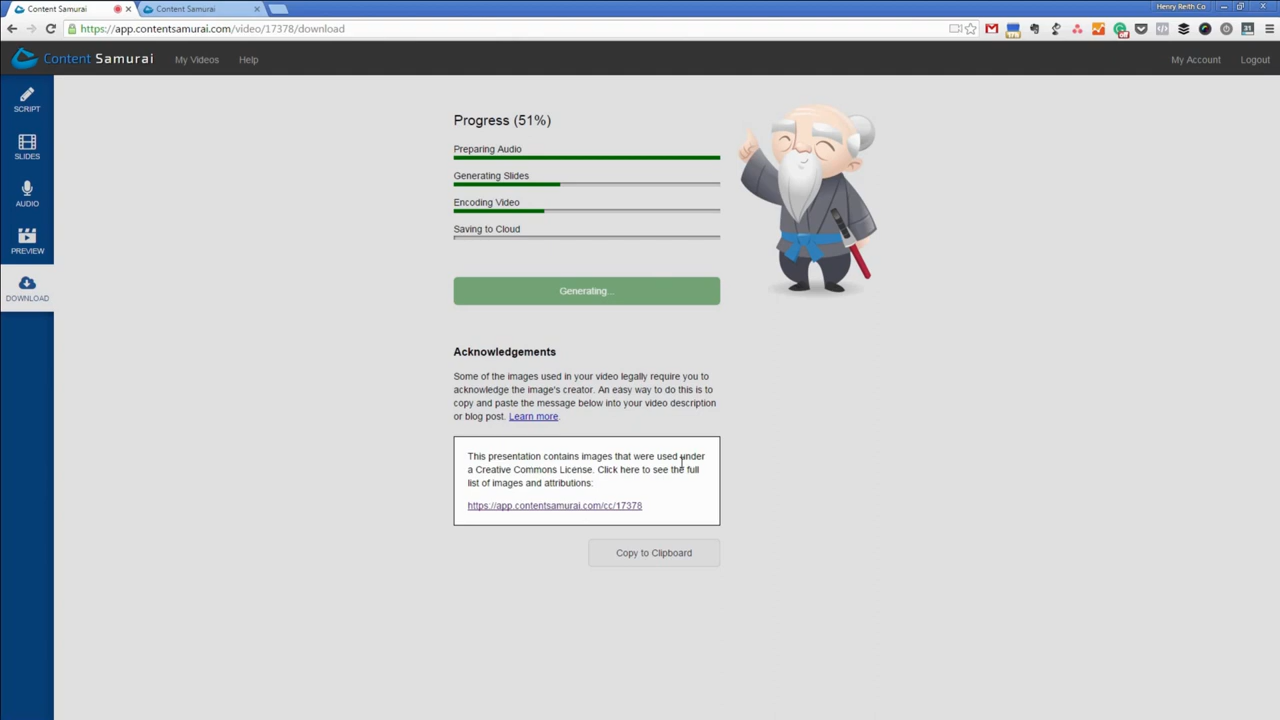 Content Samurai
Content Samurai
Henry Reith Co
https://app.contentsamurai.com/video/17378/download
Content Samurai
My Videos
Help
My Account
Logout
SCRIPT
SLIDES
AUDIO
PREVIEW
DOWNLOAD
Progress (51%)
Preparing Audio
Generating Slides
Encoding Video
Saving to Cloud
Generating...
Acknowledgements
Some of the images used in your video legally require you to
acknowledge the image's creator. An easy way to do this is to
copy and paste the message below into your video description
or blog post. Learn more.
This presentation contains images that were used under
a Creative Commons License. Click here to see the full
list of images and attributions:
https://app.contentsamurai.com/cc/17378
Copy to Clipboard